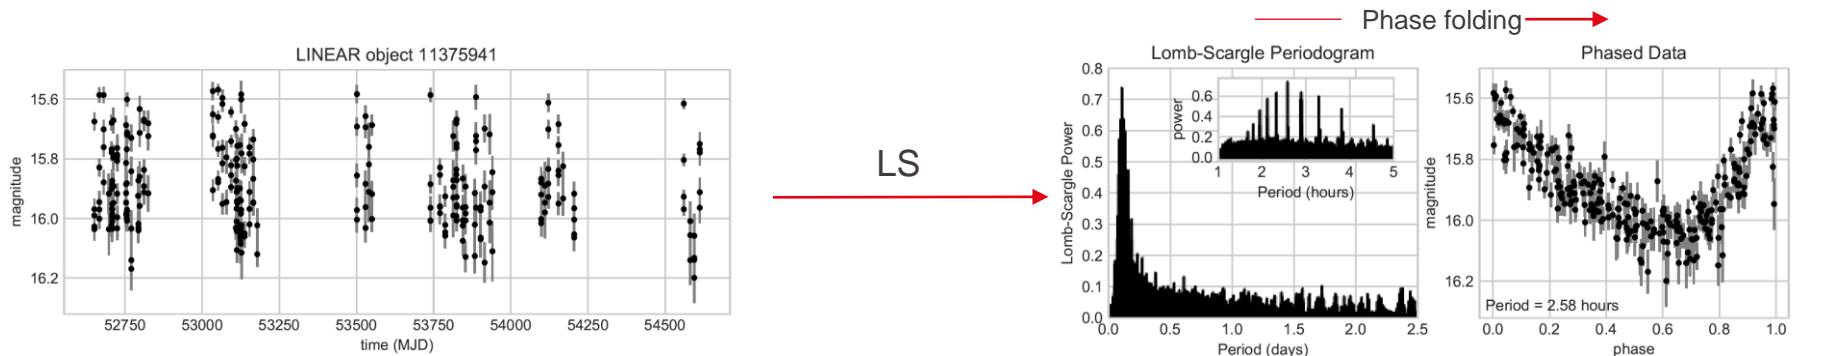 Phase folding
LINEAR object 11375941
magnitude
15.6
15.8
16.0
16.2
52750 53000 53250 53500 53750 54000 54250 54500
time (MJD)
LS
Lomb-Scargle Periodogram
Lomb-Scargle Power
0.8
0.7
0.6
0.5
0.4
0.3
0.2
0.1
0.0
0.0 0.5 1.0 1.5 2.0 2.5
Period (days)
power
0.6
0.4
0.2
0.0
1 2 3 4 5
Period (hours)
Phased Data
magnitude
15.6
15.8
16.0
16.2
Period = 2.58 hours
0.0 0.2 0.4 0.6 0.8 1.0
phase